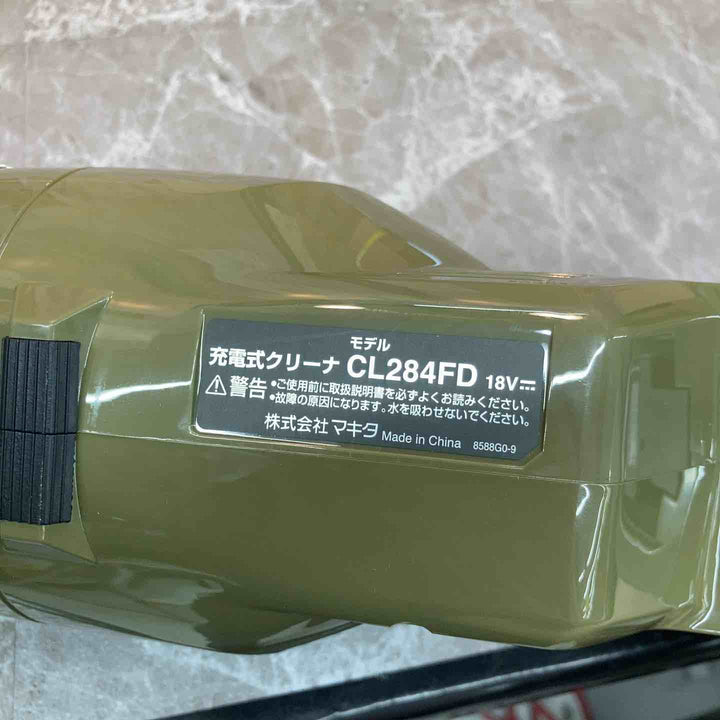 モデル
充電式クリーナ CL284FD 18V⎓
⚠警告 •ご使用前に取扱説明書を必ずよくお読みください。
•故障の原因になります。水を吸わせないでください。
株式会社 マキタ Made in China 8588G0-9